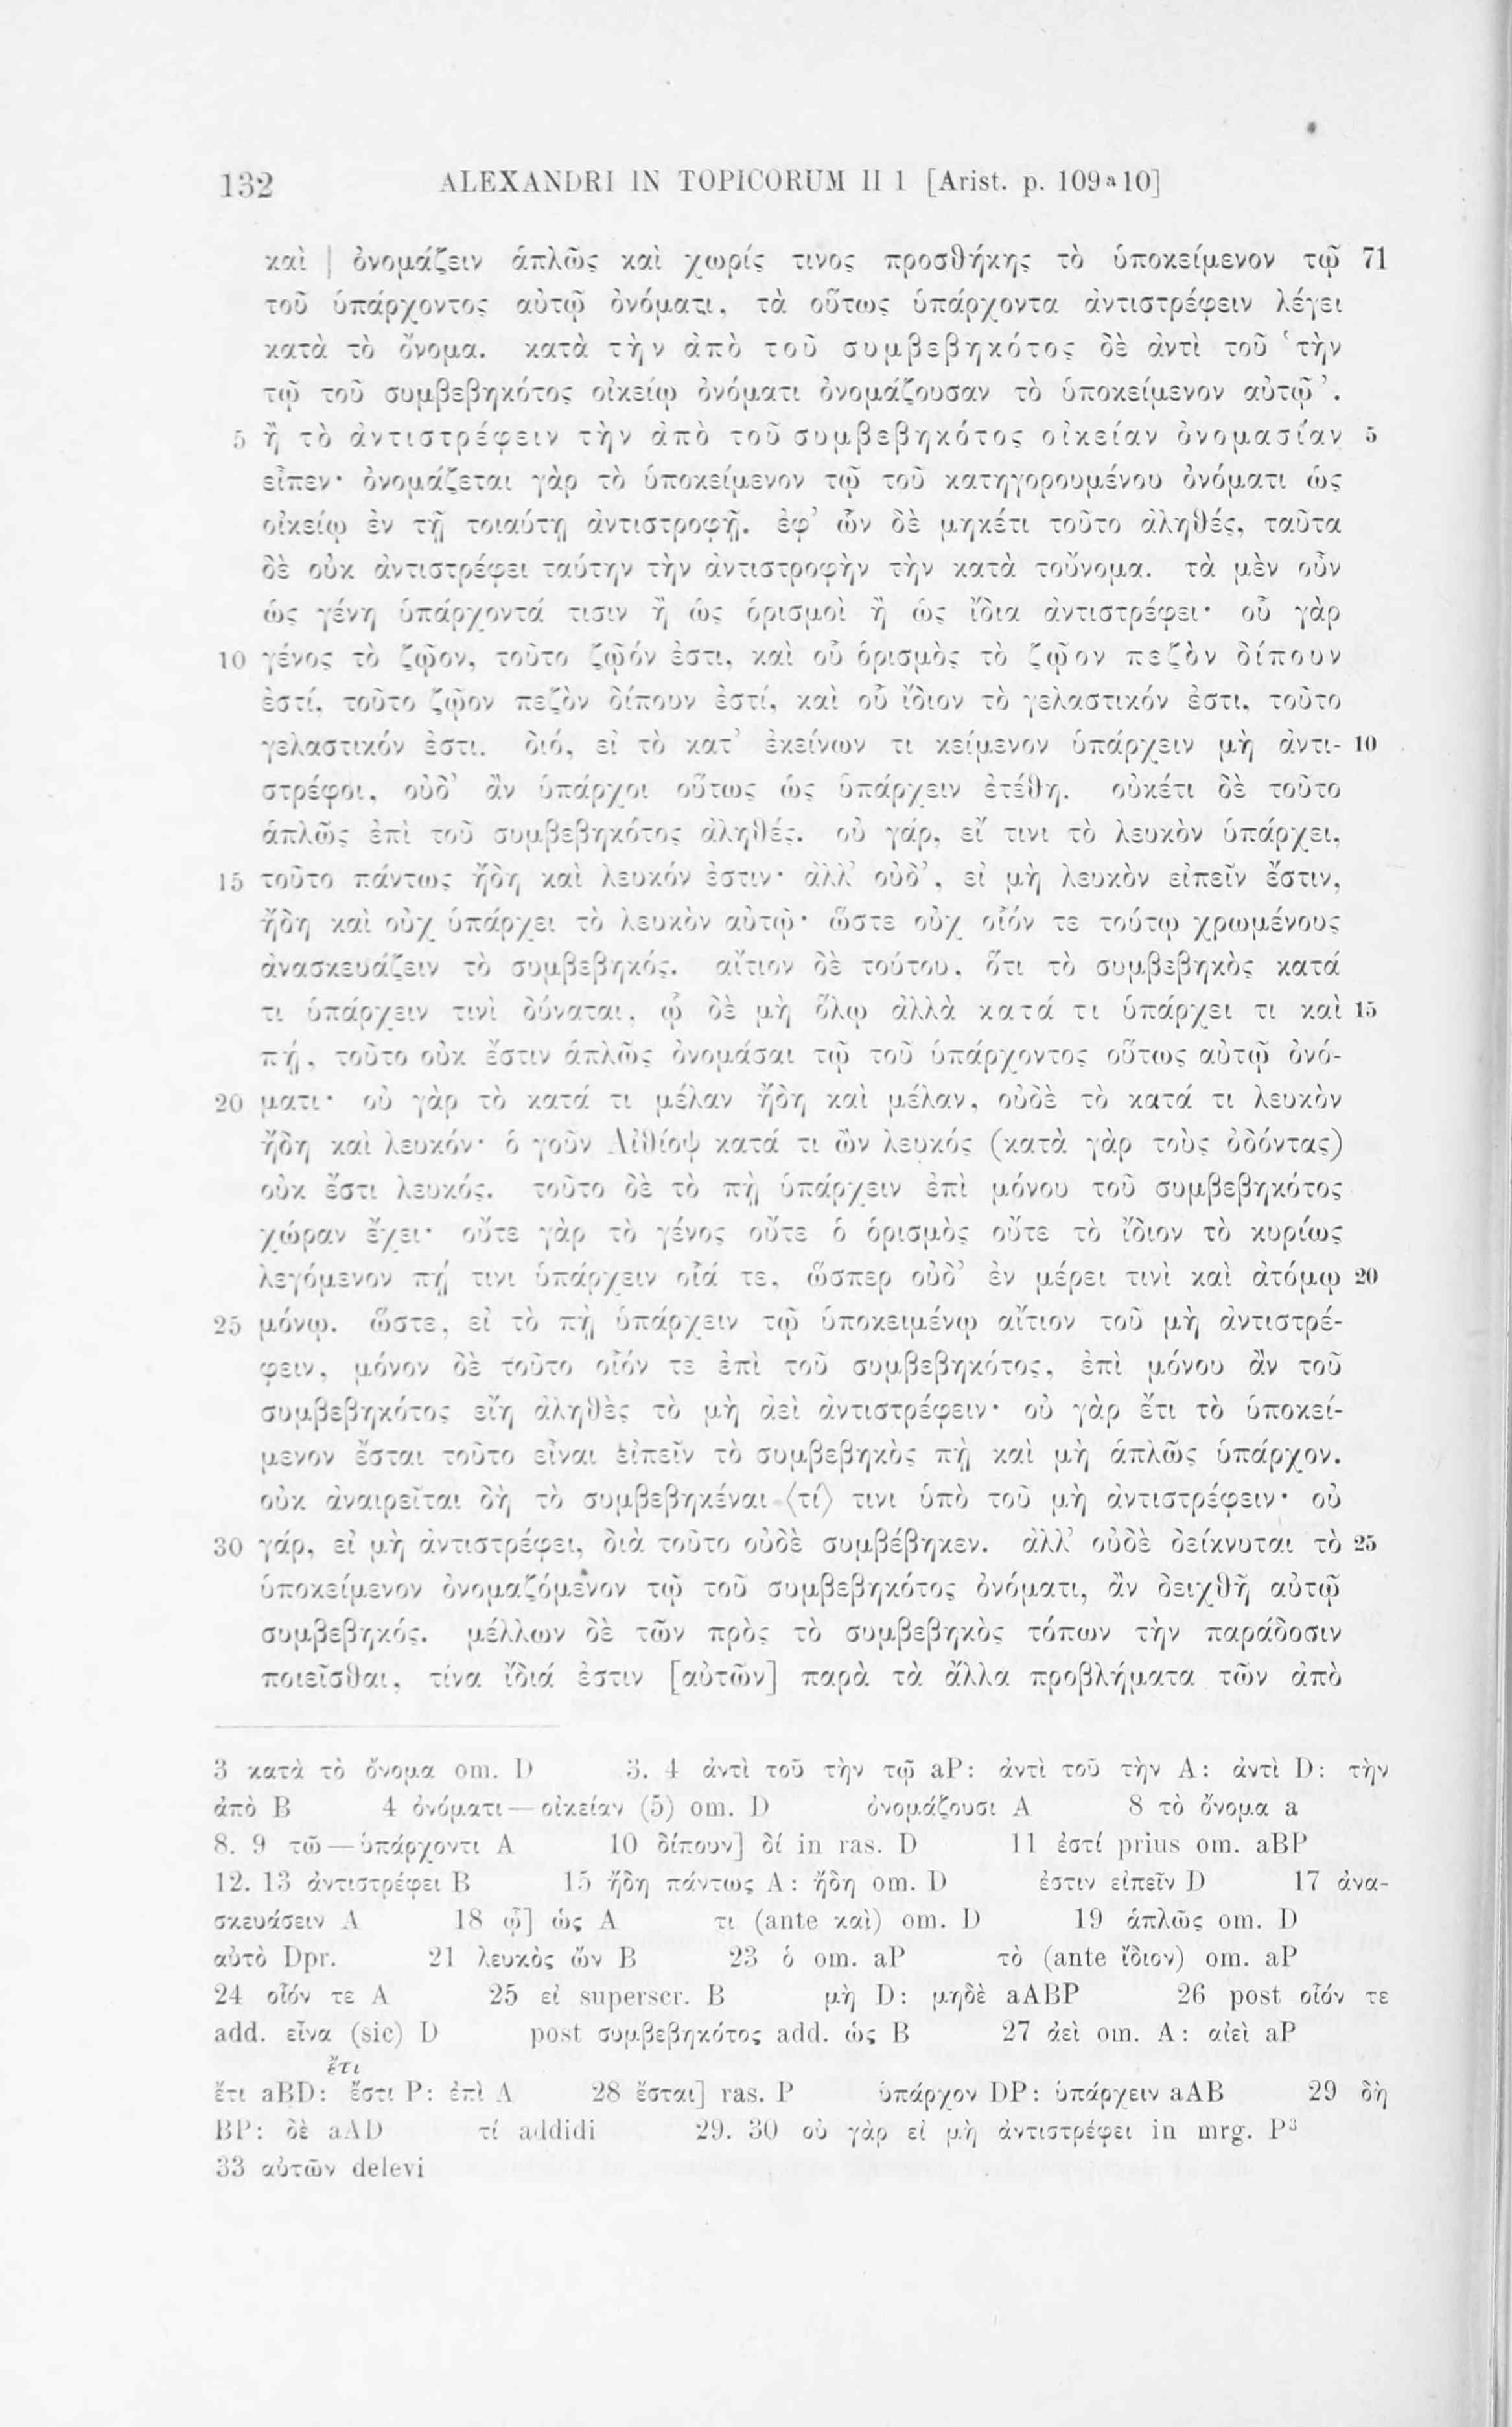 132 ALEXANDRI IN TOPICORUM II 1 [Arist. p. 109ᵃ10]
καὶ | ὀνομάζειν ἁπλῶς καὶ χωρίς τινος προσθήκης τὸ ὑποκείμενον τῷ 71
τοῦ ὑπάρχοντος αὐτῷ ὀνόματι, τὰ οὕτως ὑπάρχοντα ἀντιστρέφειν λέγει
κατὰ τὸ ὄνομα. κατὰ τὴν ἀπὸ τοῦ συμβεβηκότος δὲ ἀντὶ τοῦ ‘τὴν
τῷ τοῦ συμβεβηκότος οἰκείῳ ὀνόματι ὀνομάζουσαν τὸ ὑποκείμενον αὐτῷ’.
5 ἢ τὸ ἀντιστρέφειν τὴν ἀπὸ τοῦ συμβεβηκότος οἰκείαν ὀνομασίαν 5
εἶπεν· ὀνομάζεται γὰρ τὸ ὑποκείμενον τῷ τοῦ κατηγορουμένου ὀνόματι ὡς
οἰκείῳ ἐν τῇ τοιαύτῃ ἀντιστροφῇ. ἐφ’ ὧν δὲ μηκέτι τοῦτο ἀληθές, ταῦτα
δὲ οὐκ ἀντιστρέφει ταύτην τὴν ἀντιστροφὴν τὴν κατὰ τοὔνομα. τὰ μὲν οὖν
ὡς γένη ὑπάρχοντά τισιν ἢ ὡς ὁρισμοὶ ἢ ὡς ἴδια ἀντιστρέφει· οὗ γὰρ
10 γένος τὸ ζῷον, τοῦτο ζῷόν ἐστι, καὶ οὗ ὁρισμὸς τὸ ζῷον πεζὸν δίπουν
ἐστί, τοῦτο ζῷον πεζὸν δίπουν ἐστί, καὶ οὗ ἴδιον τὸ γελαστικόν ἐστι, τοῦτο
γελαστικόν ἐστι. διό, εἰ τὸ κατ’ ἐκείνων τι κείμενον ὑπάρχειν μὴ ἀντι- 10
στρέφοι, οὐδ’ ἂν ὑπάρχοι οὕτως ὡς ὑπάρχειν ἐτέθη. οὐκέτι δὲ τοῦτο
ἁπλῶς ἐπὶ τοῦ συμβεβηκότος ἀληθές. οὐ γάρ, εἴ τινι τὸ λευκὸν ὑπάρχει,
15 τοῦτο πάντως ἤδη καὶ λευκόν ἐστιν· ἀλλ’ οὐδ’, εἰ μὴ λευκὸν εἰπεῖν ἔστιν,
ἤδη καὶ οὐχ ὑπάρχει τὸ λευκὸν αὐτῷ· ὥστε οὐχ οἷόν τε τούτῳ χρωμένους
ἀνασκευάζειν τὸ συμβεβηκός. αἴτιον δὲ τούτου, ὅτι τὸ συμβεβηκὸς κατά
τι ὑπάρχειν τινὶ δύναται, ᾧ δὲ μὴ ὅλῳ ἀλλὰ κατά τι ὑπάρχει τι καὶ 15
πῄ, τοῦτο οὐκ ἔστιν ἁπλῶς ὀνομάσαι τῷ τοῦ ὑπάρχοντος οὕτως αὐτῷ ὀνό-
20 ματι· οὐ γὰρ τὸ κατά τι μέλαν ἤδη καὶ μέλαν, οὐδὲ τὸ κατά τι λευκὸν
ἤδη καὶ λευκόν· ὁ γοῦν Αἰθίοψ κατά τι ὢν λευκός (κατὰ γὰρ τοὺς ὀδόντας)
οὐκ ἔστι λευκός. τοῦτο δὲ τὸ πῂ ὑπάρχειν ἐπὶ μόνου τοῦ συμβεβηκότος
χώραν ἔχει· οὔτε γὰρ τὸ γένος οὔτε ὁ ὁρισμὸς οὔτε τὸ ἴδιον τὸ κυρίως
λεγόμενον πῄ τινι ὑπάρχειν οἷά τε, ὥσπερ οὐδ’ ἐν μέρει τινὶ καὶ ἀτόμῳ 20
25 μόνῳ. ὥστε, εἰ τὸ πῂ ὑπάρχειν τῷ ὑποκειμένῳ αἴτιον τοῦ μὴ ἀντιστρέ-
φειν, μόνον δὲ τοῦτο οἷόν τε ἐπὶ τοῦ συμβεβηκότος, ἐπὶ μόνου ἂν τοῦ
συμβεβηκότος εἴη ἀληθὲς τὸ μὴ ἀεὶ ἀντιστρέφειν· οὐ γὰρ ἔτι τὸ ὑποκεί-
μενον ἔσται τοῦτο εἶναι εἰπεῖν τὸ συμβεβηκὸς πῂ καὶ μὴ ἁπλῶς ὑπάρχον.
οὐκ ἀναιρεῖται δὴ τὸ συμβεβηκέναι ⟨τί⟩ τινι ὑπὸ τοῦ μὴ ἀντιστρέφειν· οὐ
30 γάρ, εἰ μὴ ἀντιστρέφει, διὰ τοῦτο οὐδὲ συμβέβηκεν. ἀλλ’ οὐδὲ δείκνυται τὸ 25
ὑποκείμενον ὀνομαζόμενον τῷ τοῦ συμβεβηκότος ὀνόματι, ἂν δειχθῇ αὐτῷ
συμβεβηκός. μέλλων δὲ τῶν πρὸς τὸ συμβεβηκὸς τόπων τὴν παράδοσιν
ποιεῖσθαι, τίνα ἴδιά ἐστιν [αὐτῶν] παρὰ τὰ ἄλλα προβλήματα τῶν ἀπὸ
3 κατὰ τὸ ὄνομα om. D 3. 4 ἀντὶ τοῦ τὴν τῷ aP: ἀντὶ τοῦ τὴν A: ἀντὶ D: τὴν
ἀπὸ B 4 ὀνόματι — οἰκείαν (5) om. D ὀνομάζουσι A 8 τὸ ὄνομα a
8. 9 τῶ — ὑπάρχοντι A 10 δίπουν] δί in ras. D 11 ἐστί prius om. aBP
12. 13 ἀντιστρέφει B 15 ἤδη πάντως A: ἤδη om. D ἐστιν εἰπεῖν D 17 ἀνα-
σκευάσειν A 18 ᾧ] ὡς A τι (ante καὶ) om. D 19 ἁπλῶς om. D
αὐτὸ Dpr. 21 λευκὸς ὢν B 23 ὁ om. aP τὸ (ante ἴδιον) om. aP
24 οἷόν τε A 25 εἰ superscr. B μὴ D: μηδὲ aABP 26 post οἷόν τε
add. εἶνα (sic) D post συμβεβηκότος add. ὡς B 27 ἀεὶ om. A: αἰεὶ aP
ἔτι
ἔτι aBD: ἔστι P: ἐπὶ A 28 ἔσται] ras. P ὑπάρχον DP: ὑπάρχειν aAB 29 δὴ
BP: δὲ aAD τί addidi 29. 30 οὐ γὰρ εἰ μὴ ἀντιστρέφει in mrg. P³
33 αὐτῶν delevi